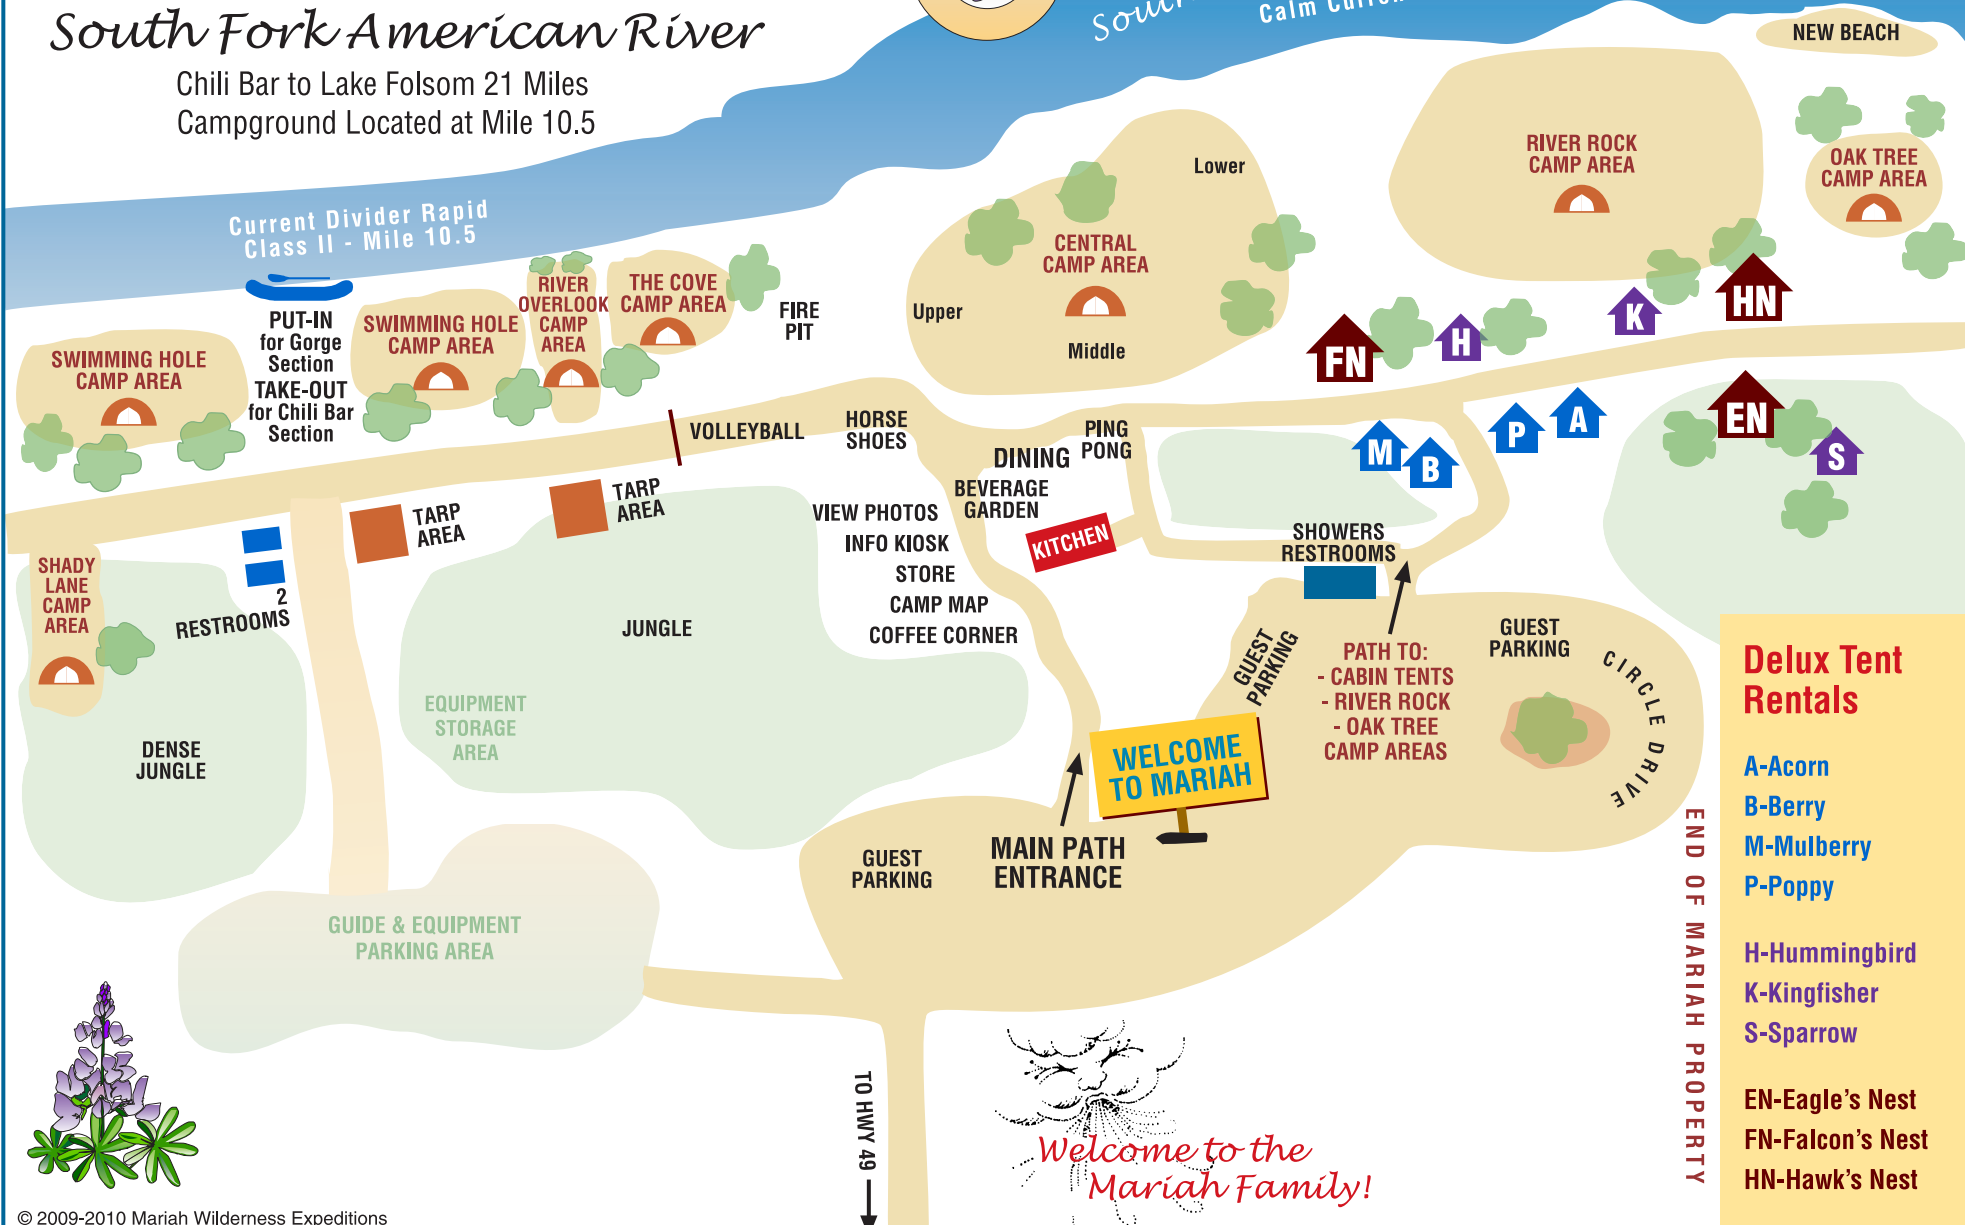 South Fork American River
Chili Bar to Lake Folsom 21 Miles
Campground Located at Mile 10.5
Calm
NEW BEACH
Current Divider Rapid
Class II - Mile 10.5
Lower
RIVER ROCK
CAMP AREA
OAK TREE
CAMP AREA
CENTRAL
CAMP AREA
Upper
Middle
PUT-IN
for Gorge
Section
TAKE-OUT
for Chili Bar
Section
SWIMMING HOLE
CAMP AREA
SWIMMING HOLE
CAMP AREA
RIVER
OVERLOOK
CAMP
AREA
THE COVE
CAMP AREA
FIRE
PIT
FN
H
K
HN
EN
S
M
B
P
A
VOLLEYBALL
HORSE
SHOES
PING
PONG
DINING
BEVERAGE
GARDEN
KITCHEN
TARP
AREA
TARP
AREA
VIEW PHOTOS
INFO KIOSK
STORE
CAMP MAP
COFFEE CORNER
SHOWERS
RESTROOMS
SHADY
LANE
CAMP
AREA
2
RESTROOMS
JUNGLE
EQUIPMENT
STORAGE
AREA
DENSE
JUNGLE
GUEST
PARKING
PATH TO:
- CABIN TENTS
- RIVER ROCK
- OAK TREE
CAMP AREAS
GUEST
PARKING
CIRCLE DRIVE
WELCOME
TO MARIAH
MAIN PATH
ENTRANCE
GUEST
PARKING
GUIDE & EQUIPMENT
PARKING AREA
END OF MARIAH PROPERTY
TO HWY 49
Welcome to the
Mariah Family!
Delux Tent
Rentals
A-Acorn
B-Berry
M-Mulberry
P-Poppy
H-Hummingbird
K-Kingfisher
S-Sparrow
EN-Eagle's Nest
FN-Falcon's Nest
HN-Hawk's Nest
© 2009-2010 Mariah Wilderness Expeditions